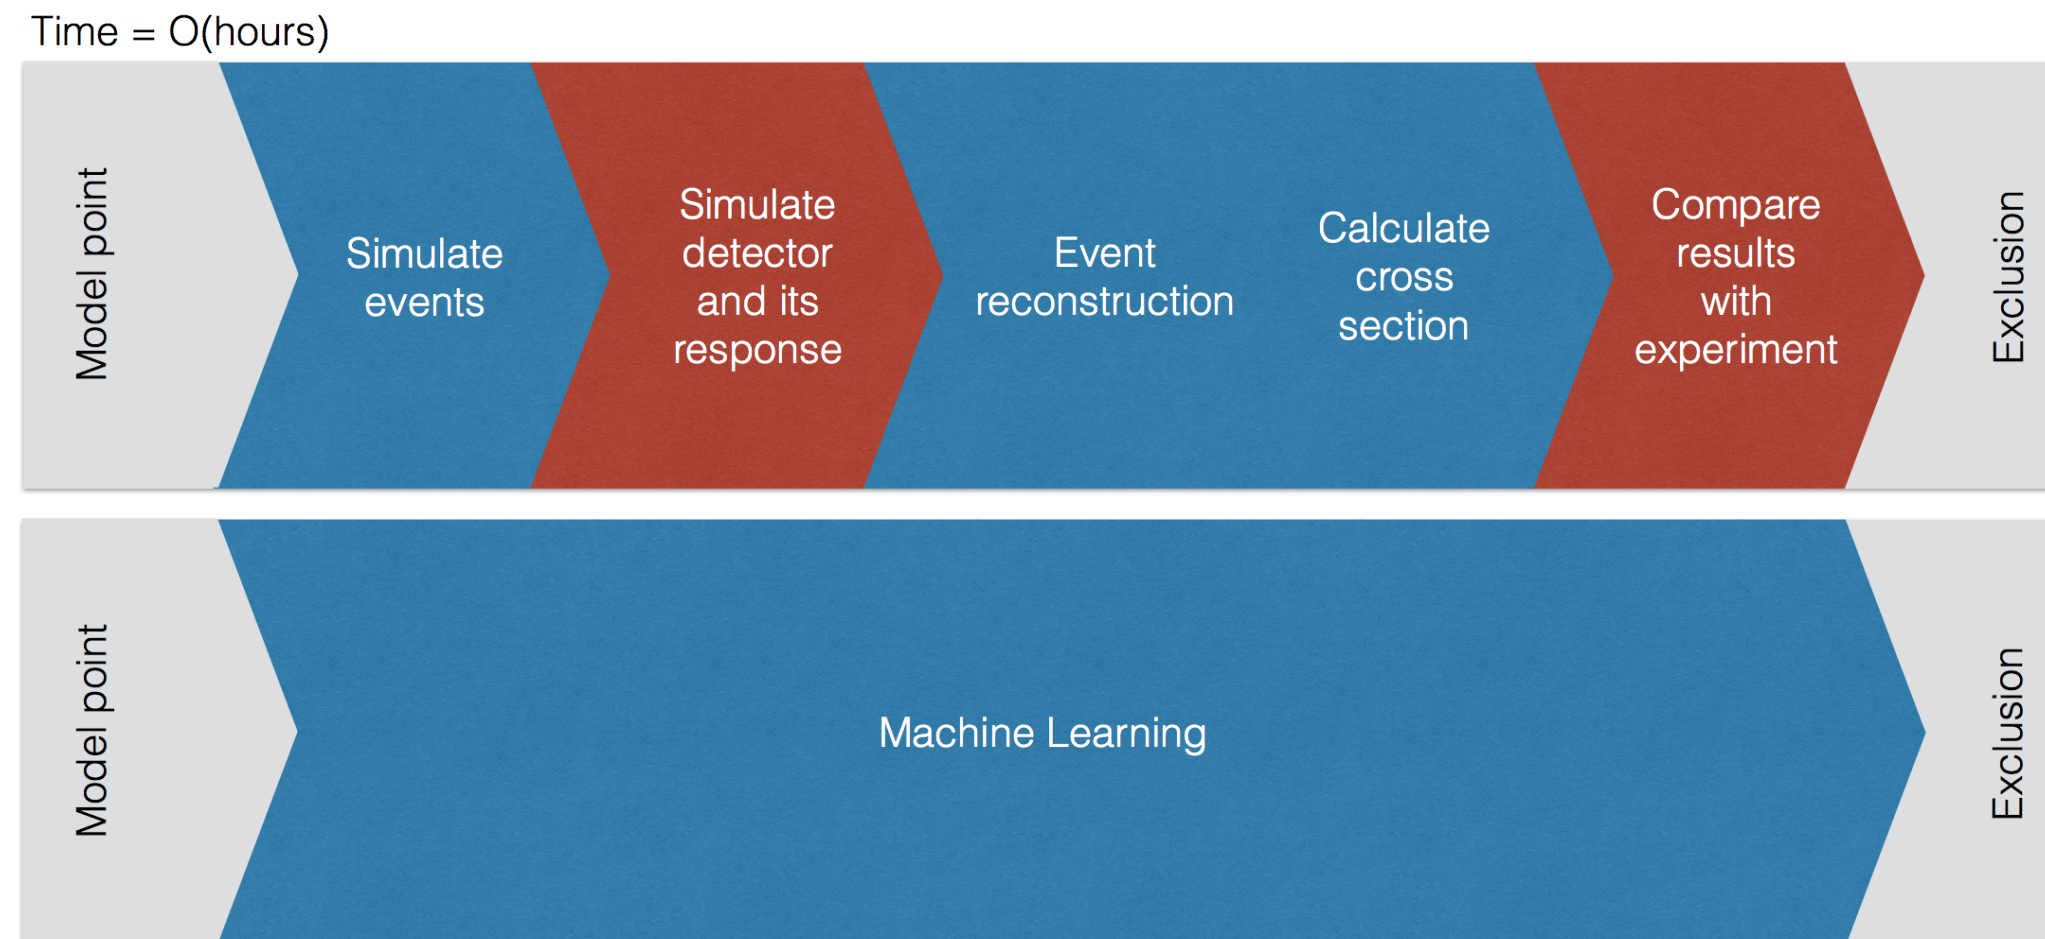 Time = O(hours)
Model point
Simulate
events
Simulate
detector
and its
response
Event
reconstruction
Calculate
cross
section
Compare
results
with
experiment
Exclusion
Model point
Machine Learning
Exclusion